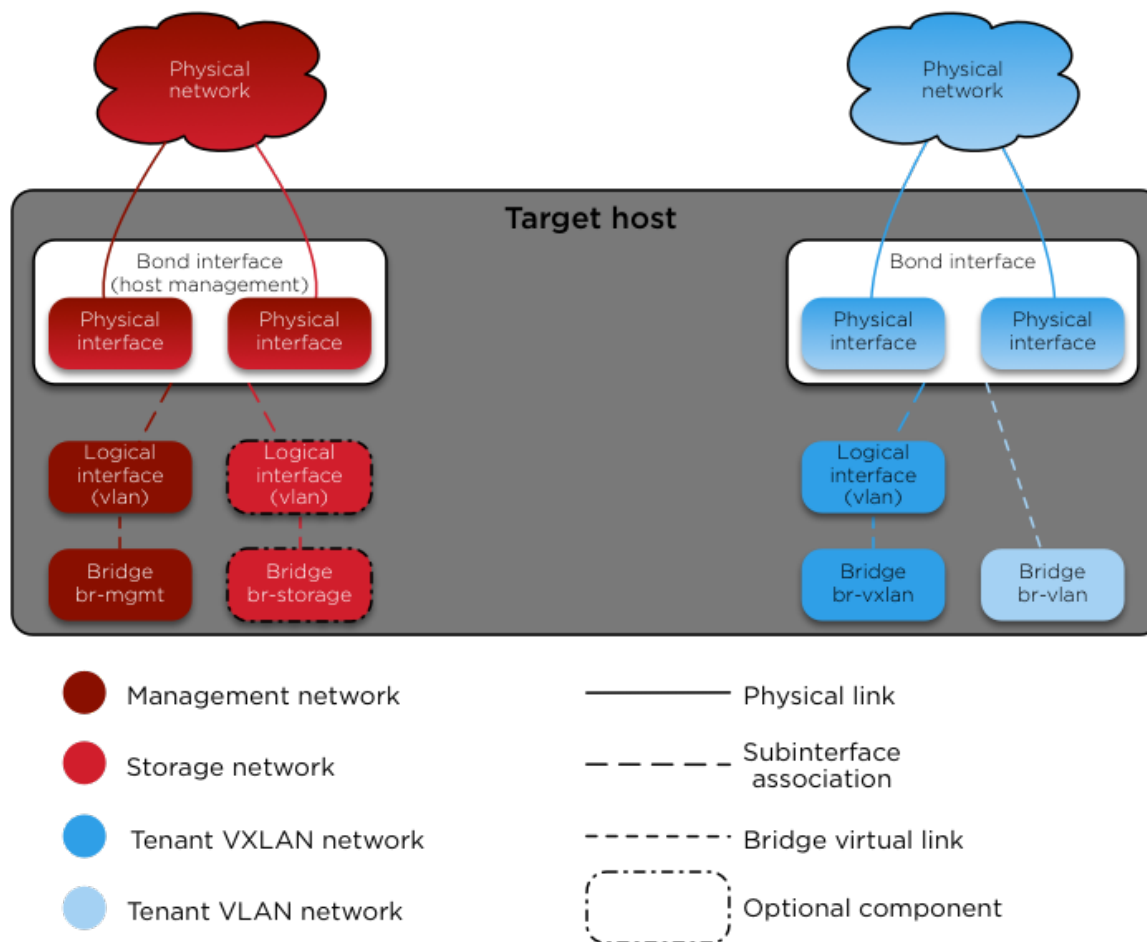 Physical
network
Physical
network
Target host
Bond interface
(host management)
Bond interface
Physical
interface
Physical
interface
Physical
interface
Physical
interface
Logical
interface
(vlan)
Logical
interface
(vlan)
Logical
interface
(vlan)
Bridge
br-mgmt
Bridge
br-storage
Bridge
br-vxlan
Bridge
br-vlan
Management network
Storage network
Tenant VXLAN network
Tenant VLAN network
Physical link
Subinterface
association
Bridge virtual link
Optional component